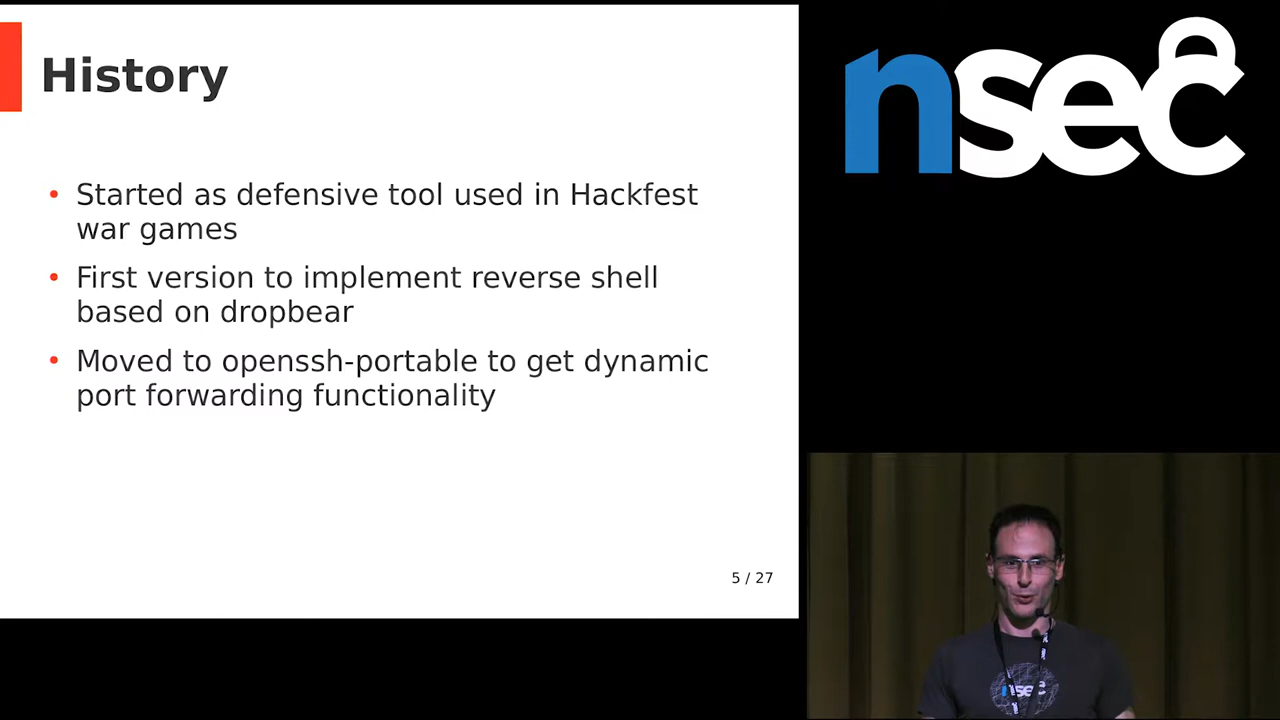 History
• Started as defensive tool used in Hackfest
war games
• First version to implement reverse shell
based on dropbear
• Moved to openssh-portable to get dynamic
port forwarding functionality
5 / 27
nsec
nsec